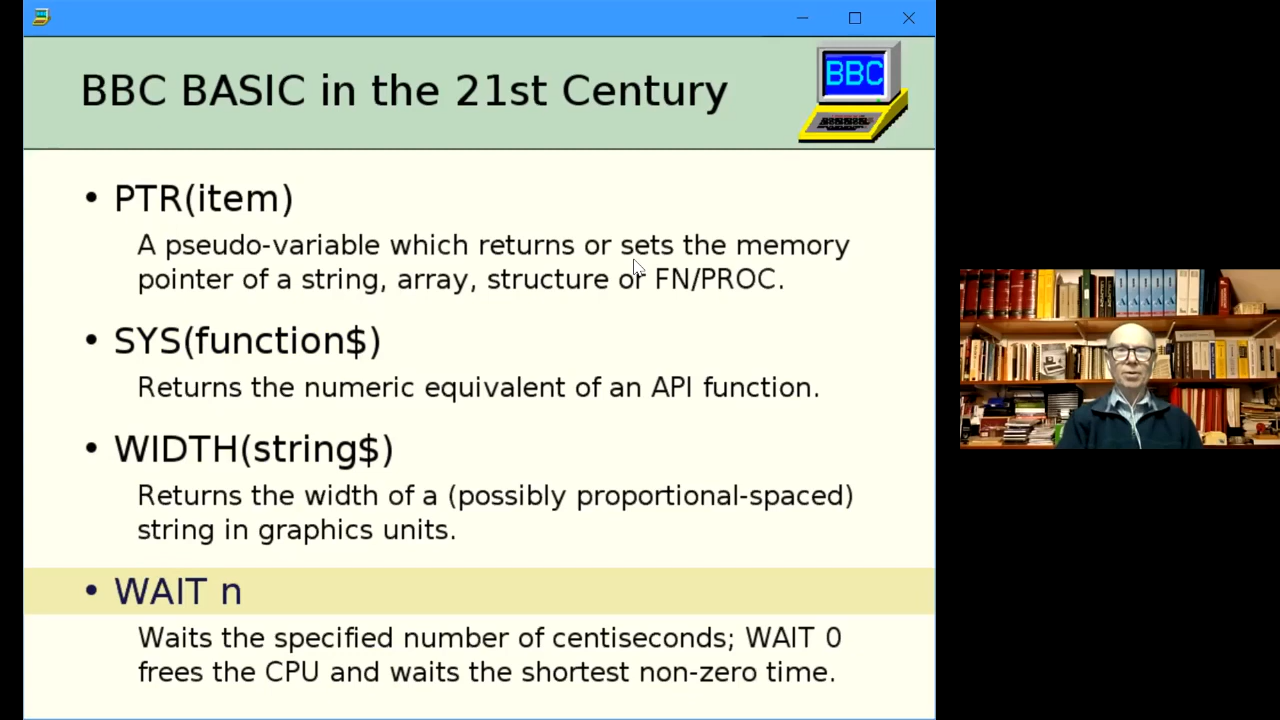 BBC BASIC in the 21st Century
BBC
• PTR(item)
A pseudo-variable which returns or sets the memory
pointer of a string, array, structure or FN/PROC.
• SYS(function$)
Returns the numeric equivalent of an API function.
• WIDTH(string$)
Returns the width of a (possibly proportional-spaced)
string in graphics units.
• WAIT n
Waits the specified number of centiseconds; WAIT 0
frees the CPU and waits the shortest non-zero time.